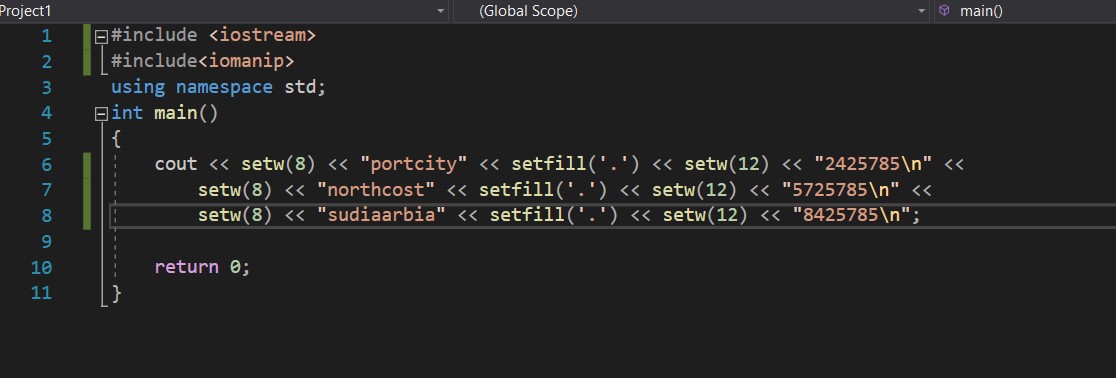 Project1 (Global Scope) main()
1 #include <iostream>
2 #include<iomanip>
3 using namespace std;
4 int main()
5 {
6 cout << setw(8) << "portcity" << setfill('.') << setw(12) << "2425785\n" <<
7 setw(8) << "northcost" << setfill('.') << setw(12) << "5725785\n" <<
8 setw(8) << "sudiaarbia" << setfill('.') << setw(12) << "8425785\n";
9
10 return 0;
11 }